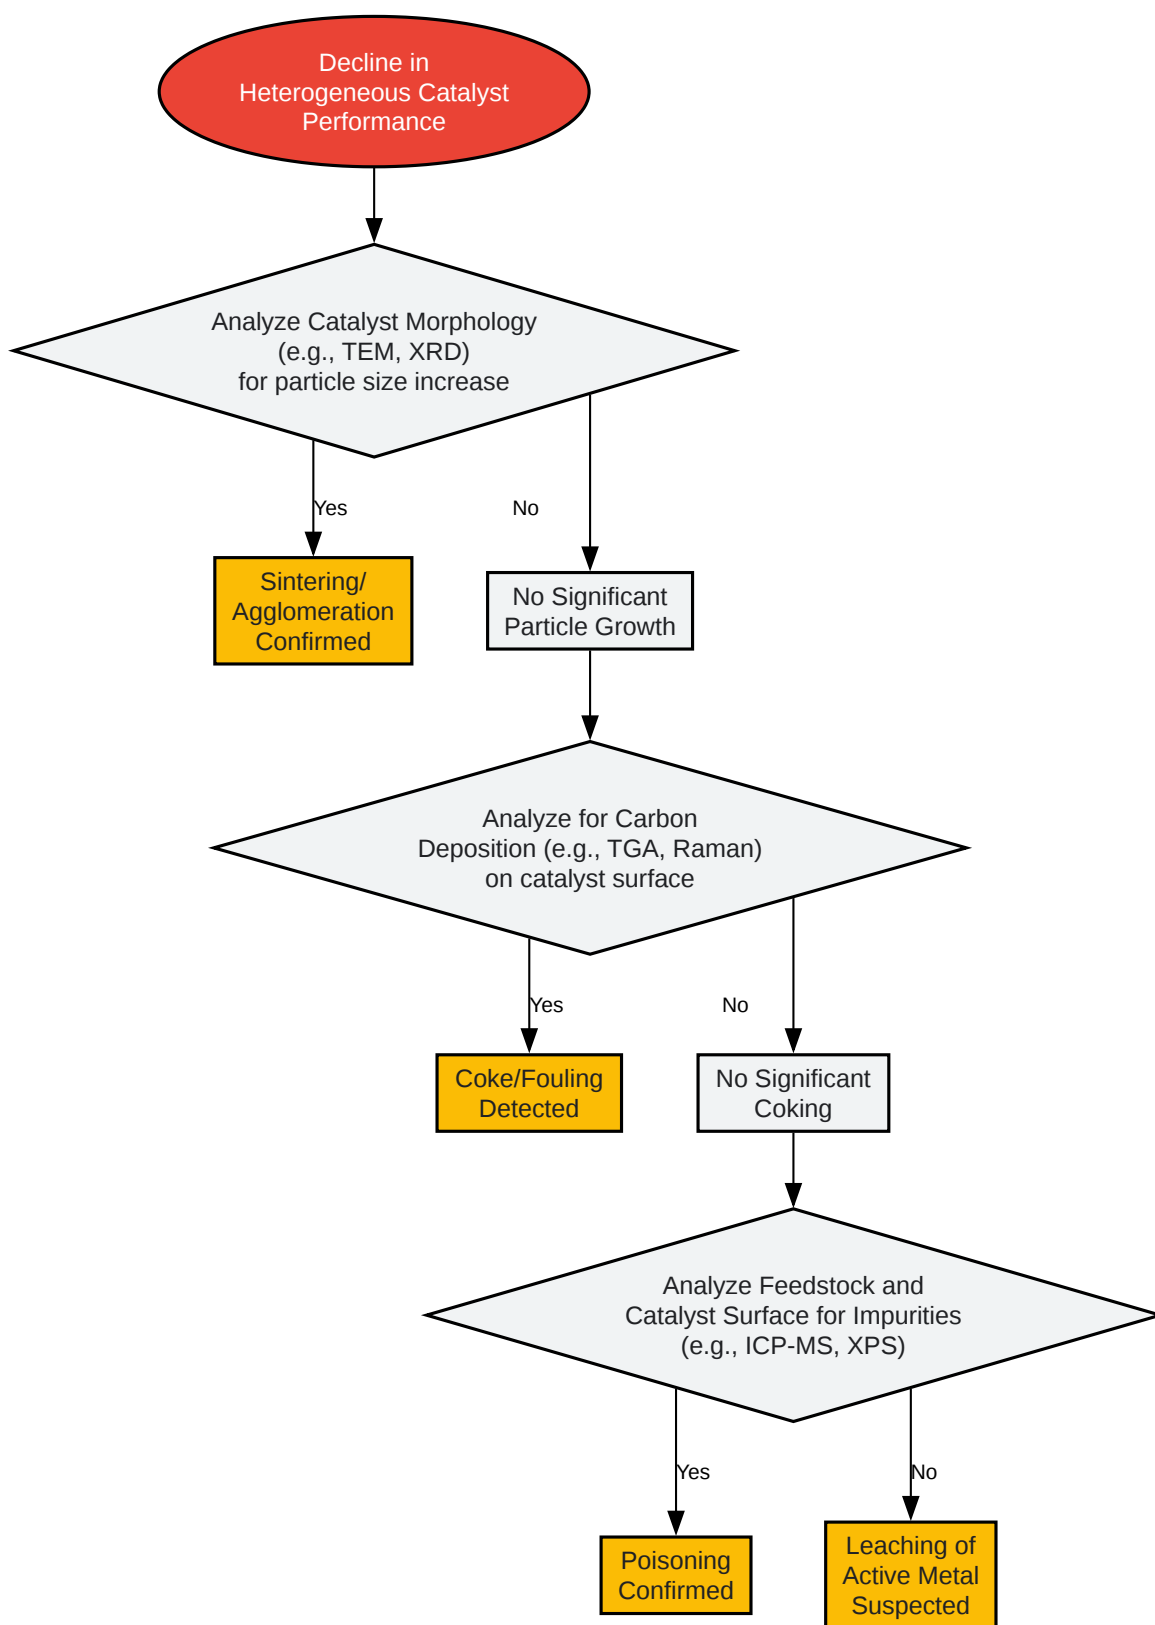 Decline in
Heterogeneous Catalyst
Performance
Analyze Catalyst Morphology
(e.g., TEM, XRD)
for particle size increase
Yes
No
Sintering/
Agglomeration
Confirmed
No Significant
Particle Growth
Analyze for Carbon
Deposition (e.g., TGA, Raman)
on catalyst surface
Yes
No
Coke/Fouling
Detected
No Significant
Coking
Analyze Feedstock and
Catalyst Surface for Impurities
(e.g., ICP-MS, XPS)
Yes
No
Poisoning
Confirmed
Leaching of
Active Metal
Suspected